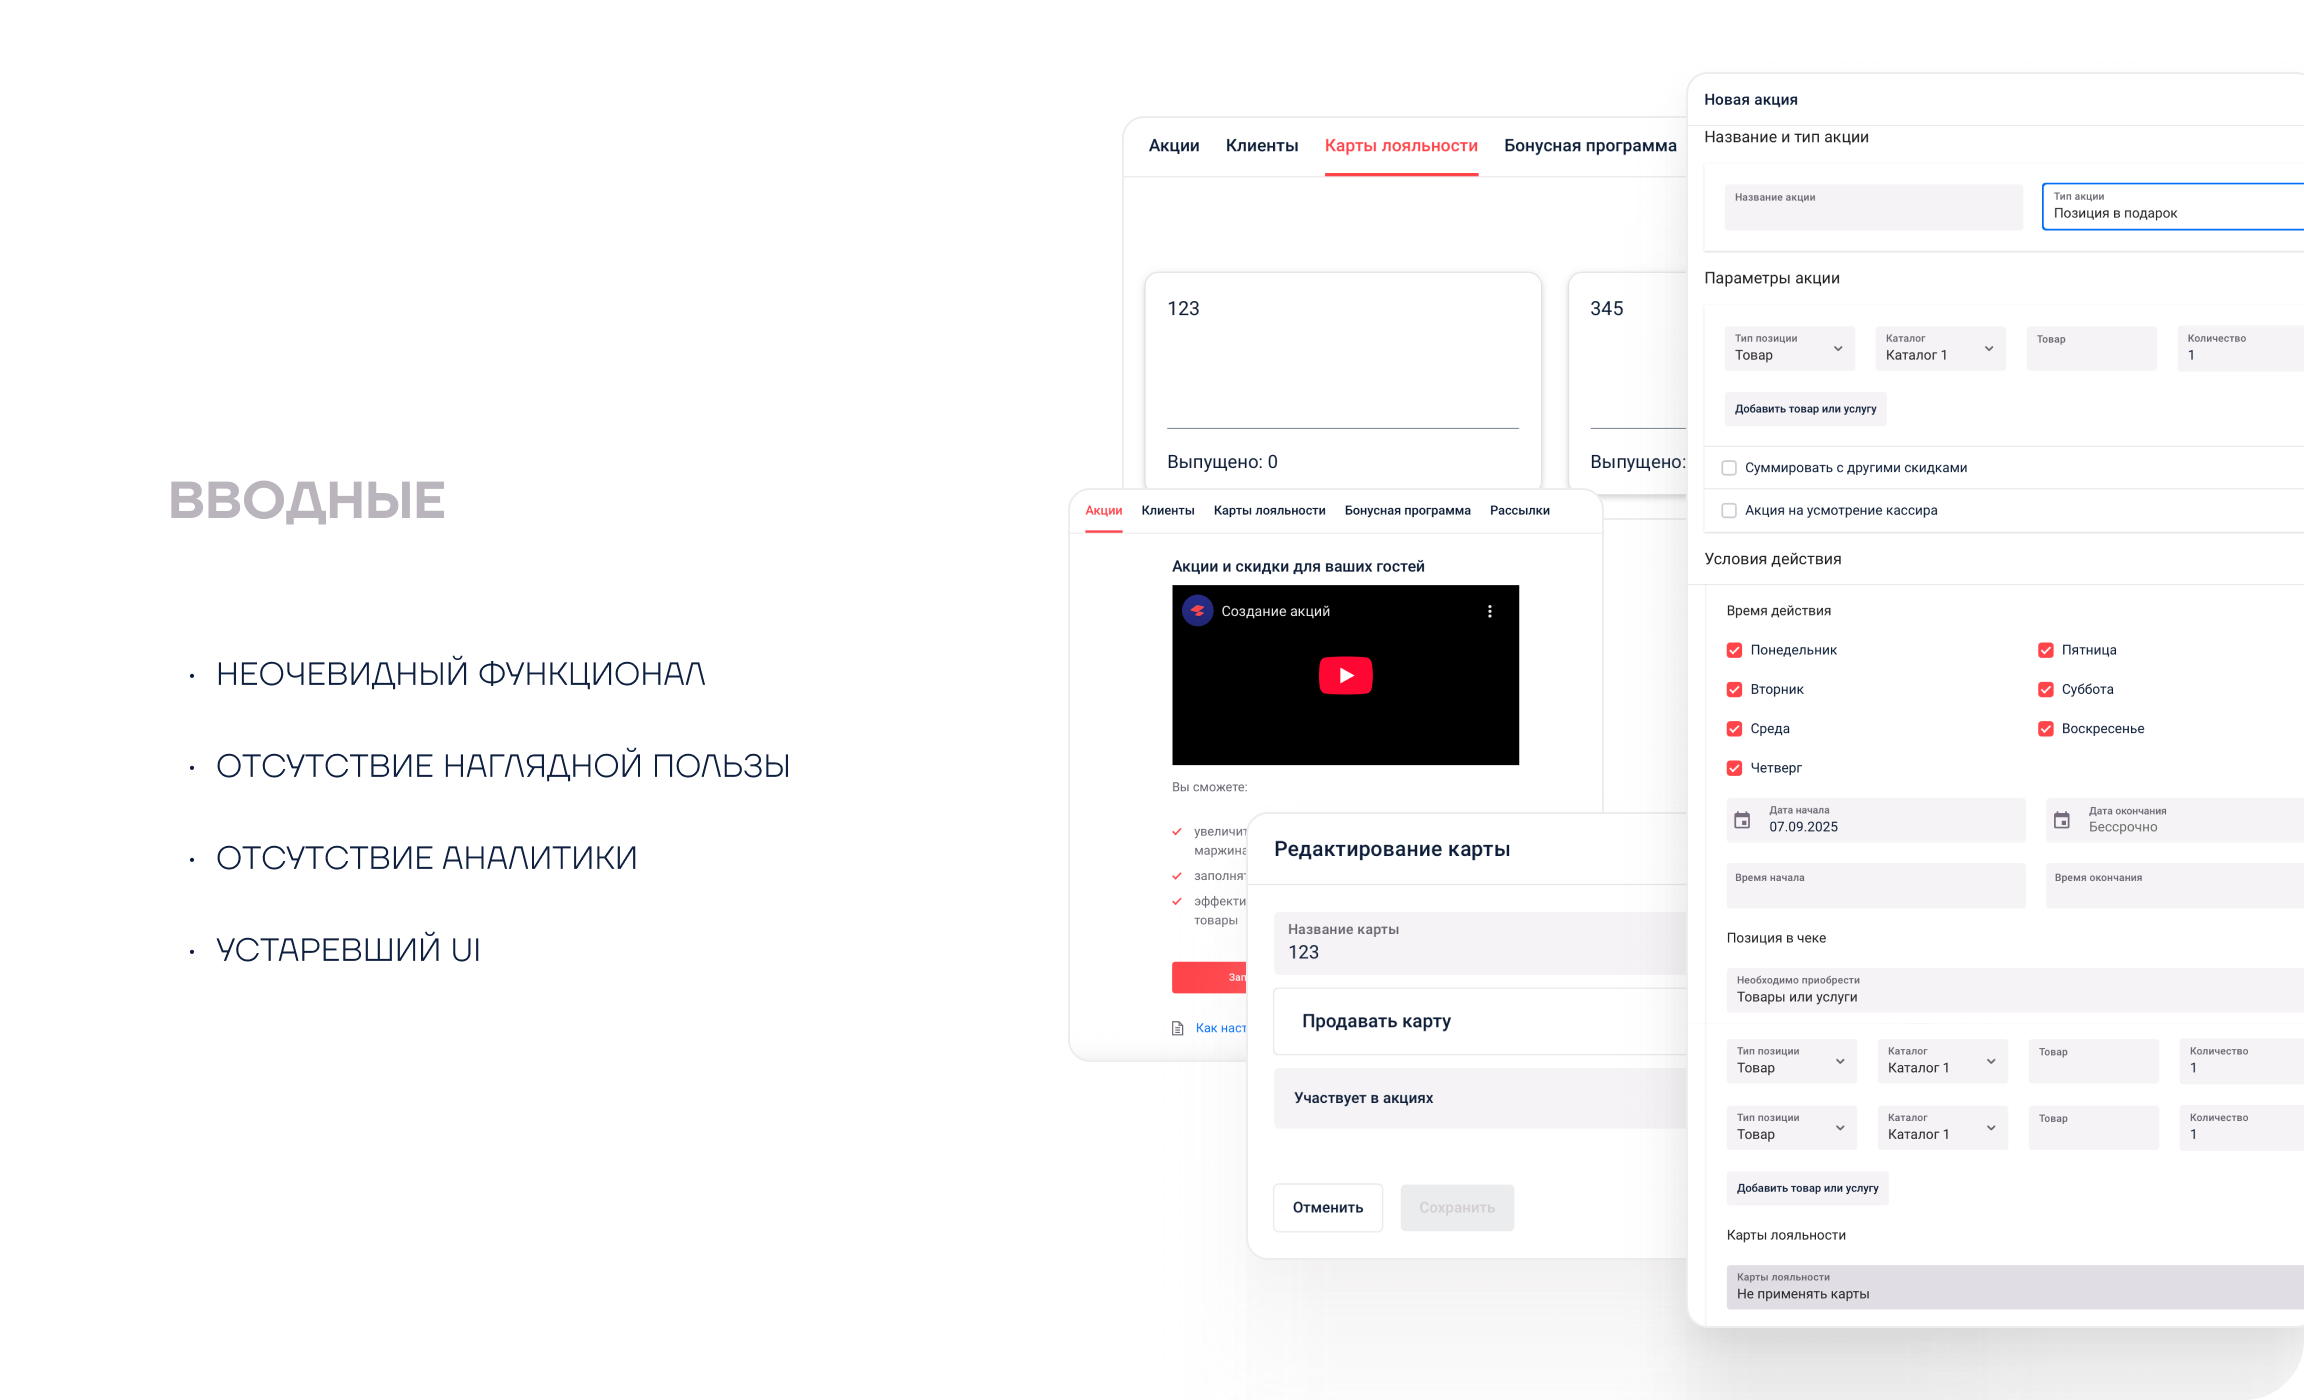 ВВОДНЫЕ
НЕОЧЕВИДНЫЙ ФУНКЦИОНАЛ
ОТСУТСТВИЕ НАГЛЯДНОЙ ПОЛЬЗЫ
ОТСУТСТВИЕ АНАЛИТИКИ
УСТАРЕВШИЙ UI
Акции Клиенты Карты лояльности Бонусная программа
123
345
Выпущено: 0
Выпущено:
Акции Клиенты Карты лояльности Бонусная программа Рассылки
Акции и скидки для ваших гостей
Создание акций
Вы сможете:
товары
Редактирование карты
Название карты
123
Продавать карту
Участвует в акциях
Отменить Сохранить
Новая акция
Название и тип акции
Название акции
Тип акции
Позиция в подарок
Параметры акции
Тип позиции Каталог Товар Количество
Товар Каталог 1 1
Добавить товар или услугу
Суммировать с другими скидками
Акция на усмотрение кассира
Условия действия
Время действия
Понедельник Пятница
Вторник Суббота
Среда Воскресенье
Четверг
Дата начала Дата окончания
07.09.2025 Бессрочно
Время начала Время окончания
Позиция в чеке
Необходимо приобрести
Товары или услуги
Тип позиции Каталог Товар Количество
Товар Каталог 1 1
Тип позиции Каталог Товар Количество
Товар Каталог 1 1
Добавить товар или услугу
Карты лояльности
Карты лояльности
Не применять карты